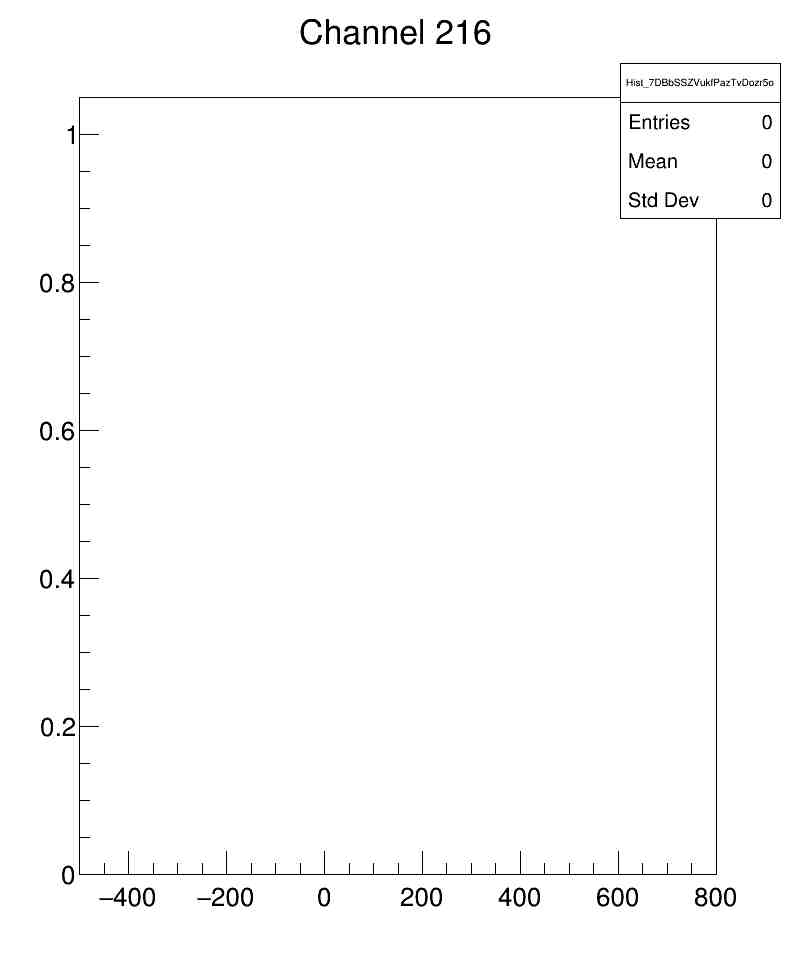 Channel 216
Hist_7DBbSSZVukfPazTvDozr5o
Entries 0
Mean 0
Std Dev 0
1
0.8
0.6
0.4
0.2
0
−400 −200 0 200 400 600 800